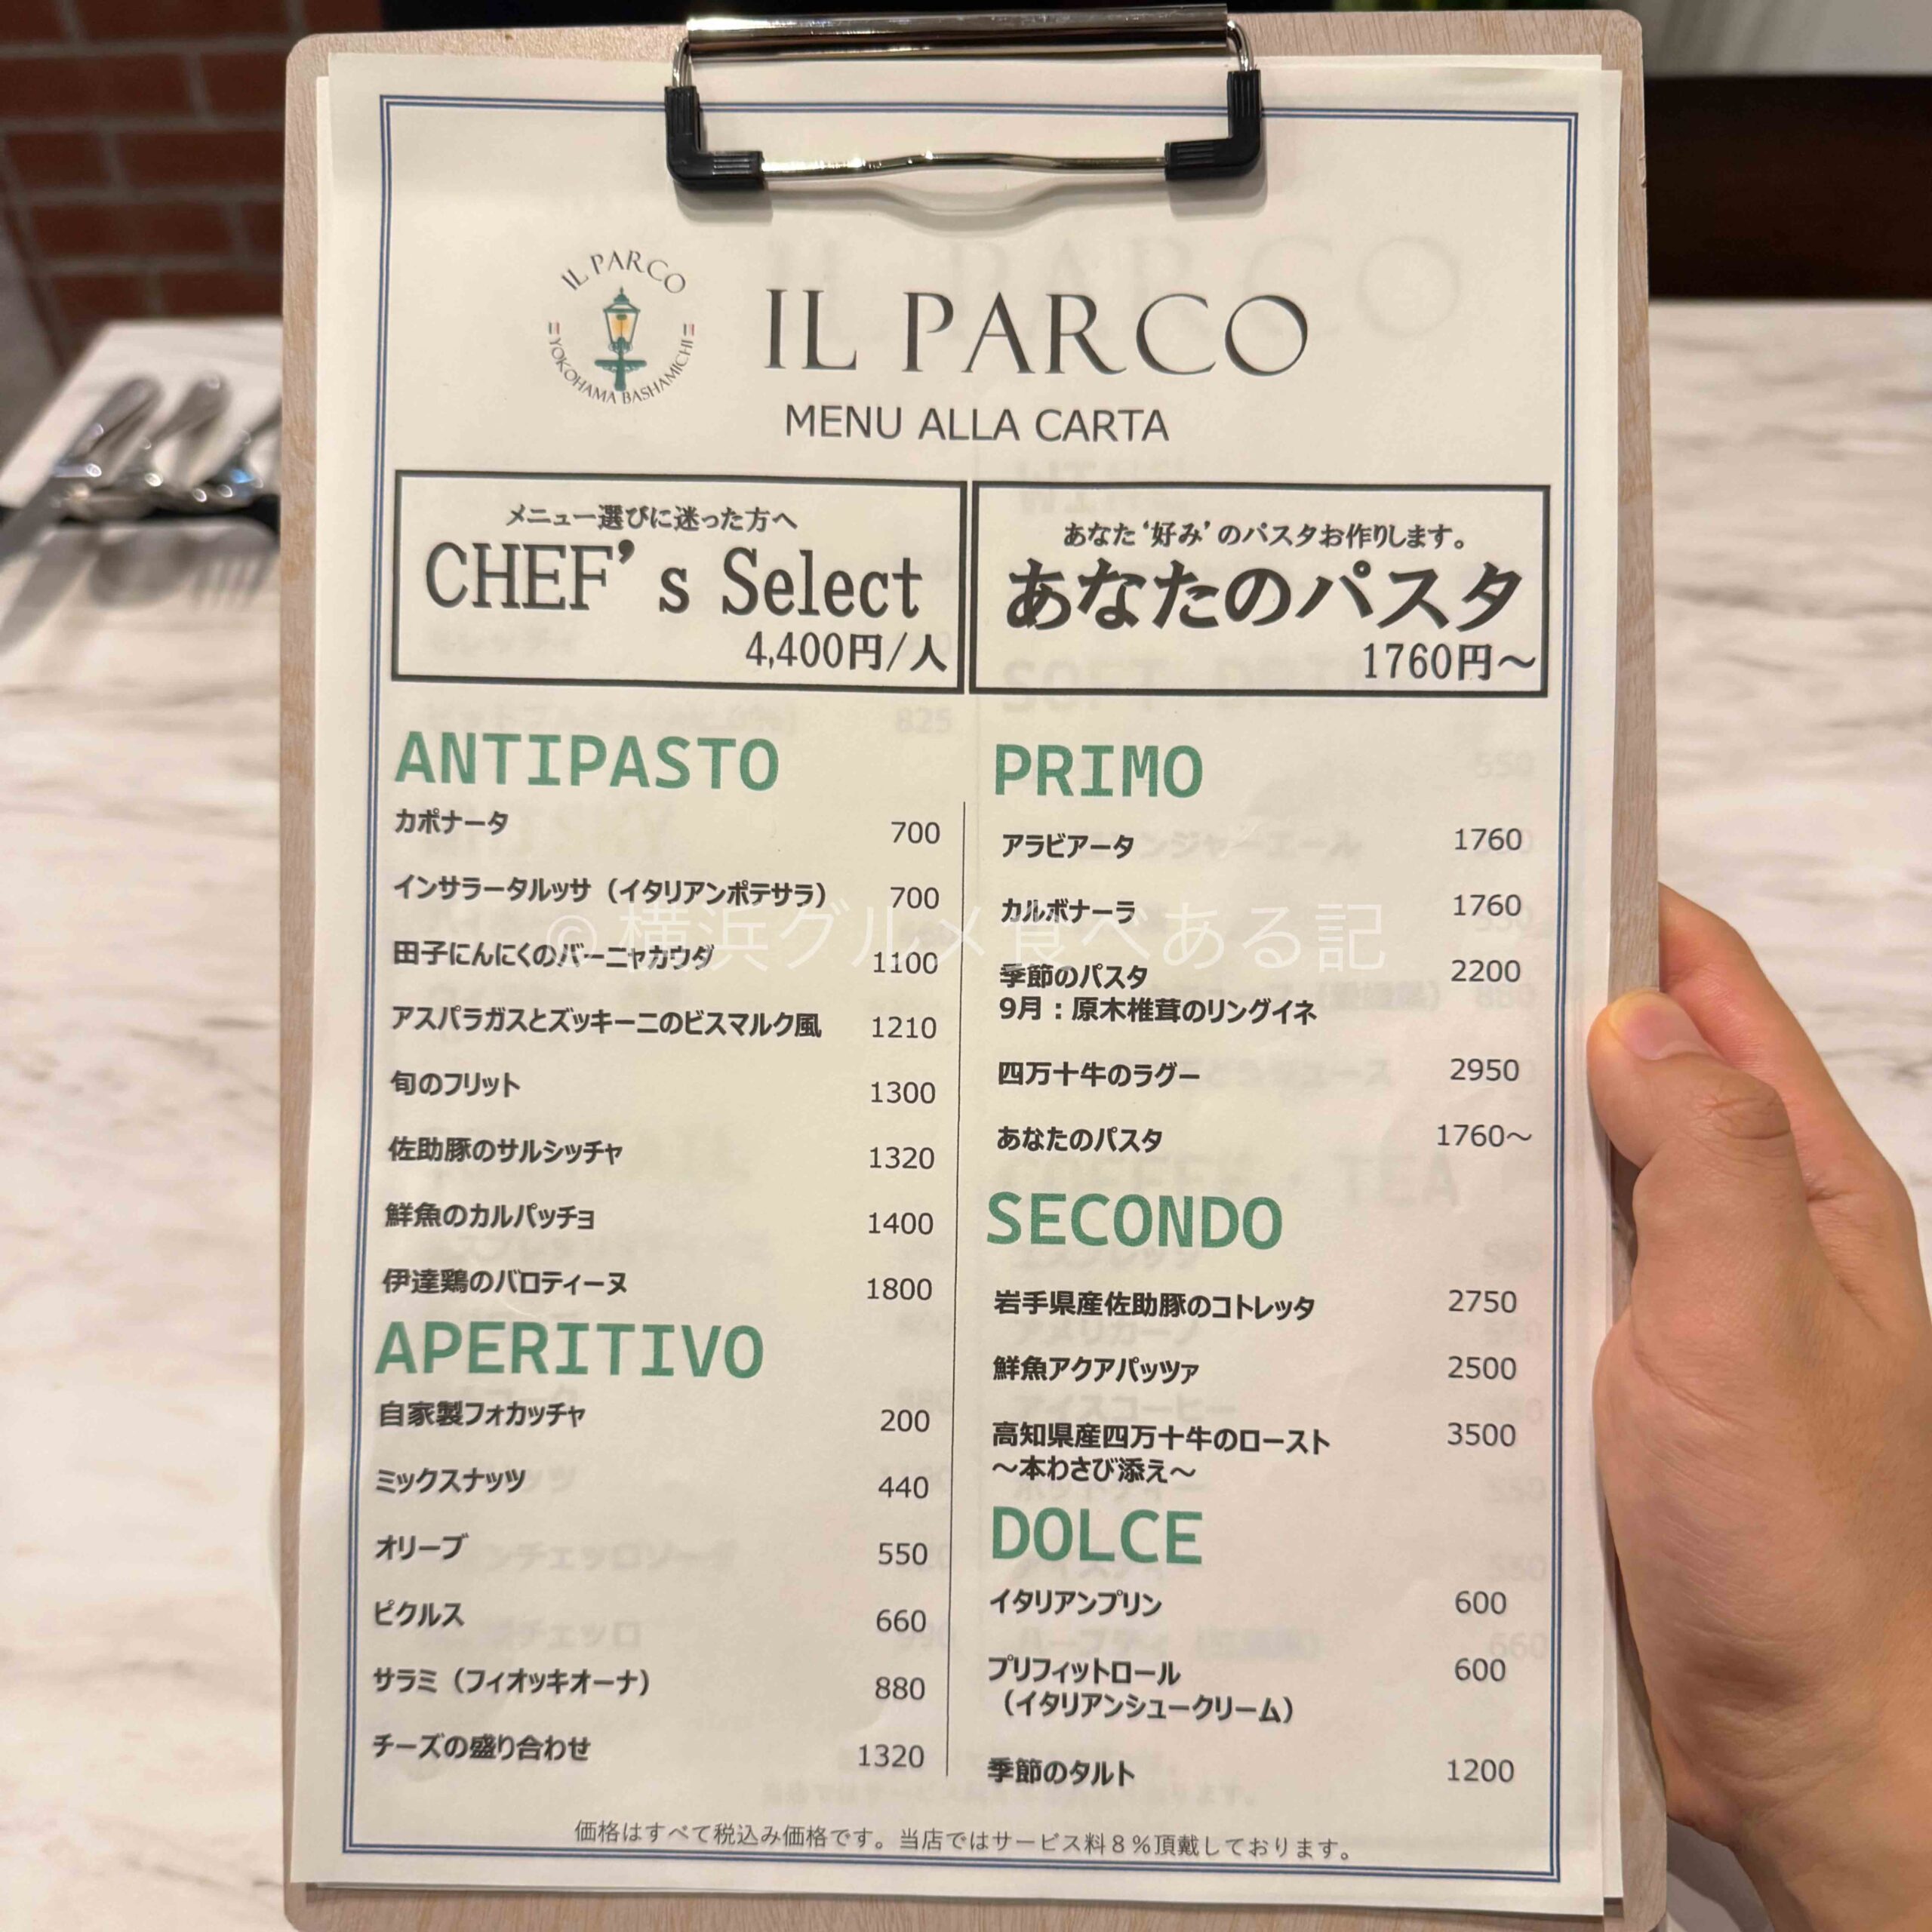 IL PARCO
YOKOHAMA BASHAMICHI
IL PARCO
MENU ALLA CARTA
メニュー選びに迷った方へ
CHEF’s Select
4,400円/人
あなた‘好み’のパスタお作りします。
あなたのパスタ
1760円～
ANTIPASTO
カポナータ 700
インサラータルッサ（イタリアンポテサラ） 700
田子にんにくのバーニャカウダ 1100
アスパラガスとズッキーニのビスマルク風 1210
旬のフリット 1300
佐助豚のサルシッチャ 1320
鮮魚のカルパッチョ 1400
伊達鶏のバロティーヌ 1800
APERITIVO
自家製フォカッチャ 200
ミックスナッツ 440
オリーブ 550
ピクルス 660
サラミ（フィオッキオーナ） 880
チーズの盛り合わせ 1320
PRIMO
アラビアータ 1760
カルボナーラ 1760
季節のパスタ 2200
9月：原木椎茸のリングイネ
四万十牛のラグー 2950
あなたのパスタ 1760～
SECONDO
岩手県産佐助豚のコトレッタ 2750
鮮魚アクアパッツァ 2500
高知県産四万十牛のロースト 3500
～本わさび添え～
DOLCE
イタリアンプリン 600
プリフィットロール 600
（イタリアンシュークリーム）
季節のタルト 1200
価格はすべて税込み価格です。当店ではサービス料８％頂戴しております。
© 横浜グルメ食べある記